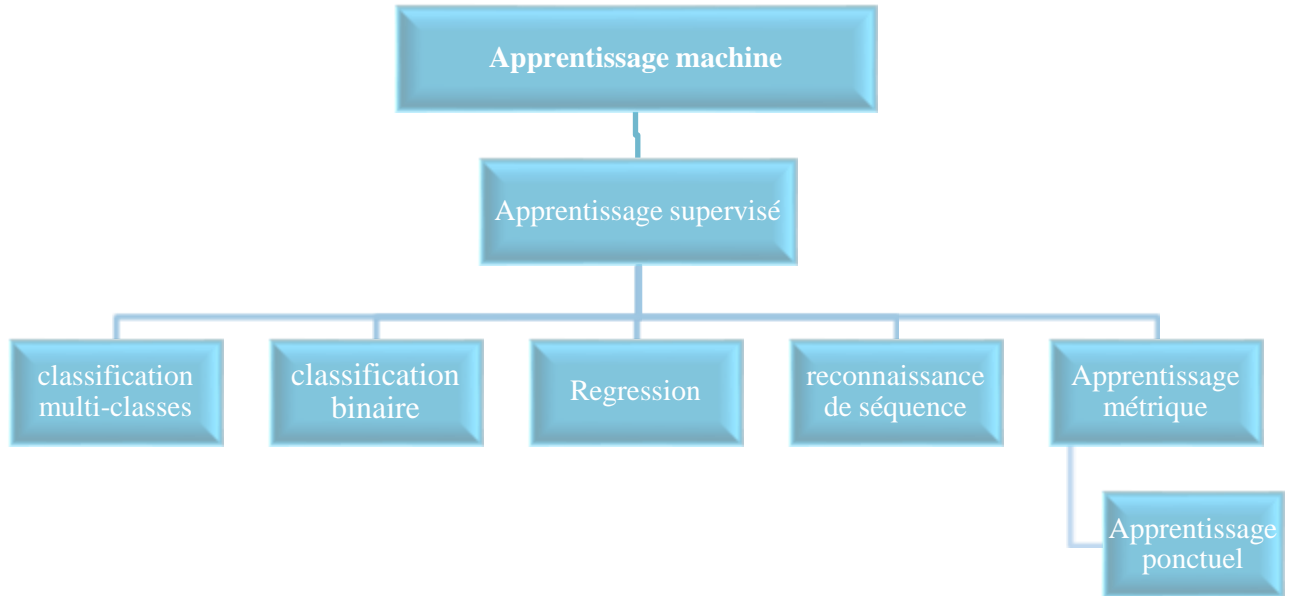 Apprentissage machine
Apprentissage supervisé
classification
multi-classes
classification
binaire
Regression
reconnaissance
de séquence
Apprentissage
métrique
Apprentissage
ponctuel